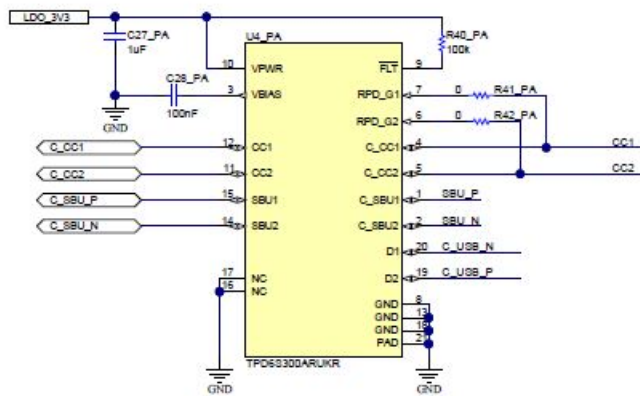 LDO_3V3
C27_PA
1uF
C28_PA
100nF
GND
U4_PA
R40_PA
100k
10 VPWR
3 VBIAS
12 CC1
11 CC2
15 SBU1
14 SBU2
17 NC
16 NC
FLT 9
RPD_G1 7 0 R41_PA
RPD_G2 6 0 R42_PA
C_CC1 4 CC1
C_CC2 5 CC2
C_SBU1 1 SBU_P
C_SBU2 2 SBU_N
D1 20 C_USB_N
D2 19 C_USB_P
GND 8
GND 13
GND 18
PAD 21
C_CC1
C_CC2
C_SBU_P
C_SBU_N
TPD6S300ARUKR
GND
GND